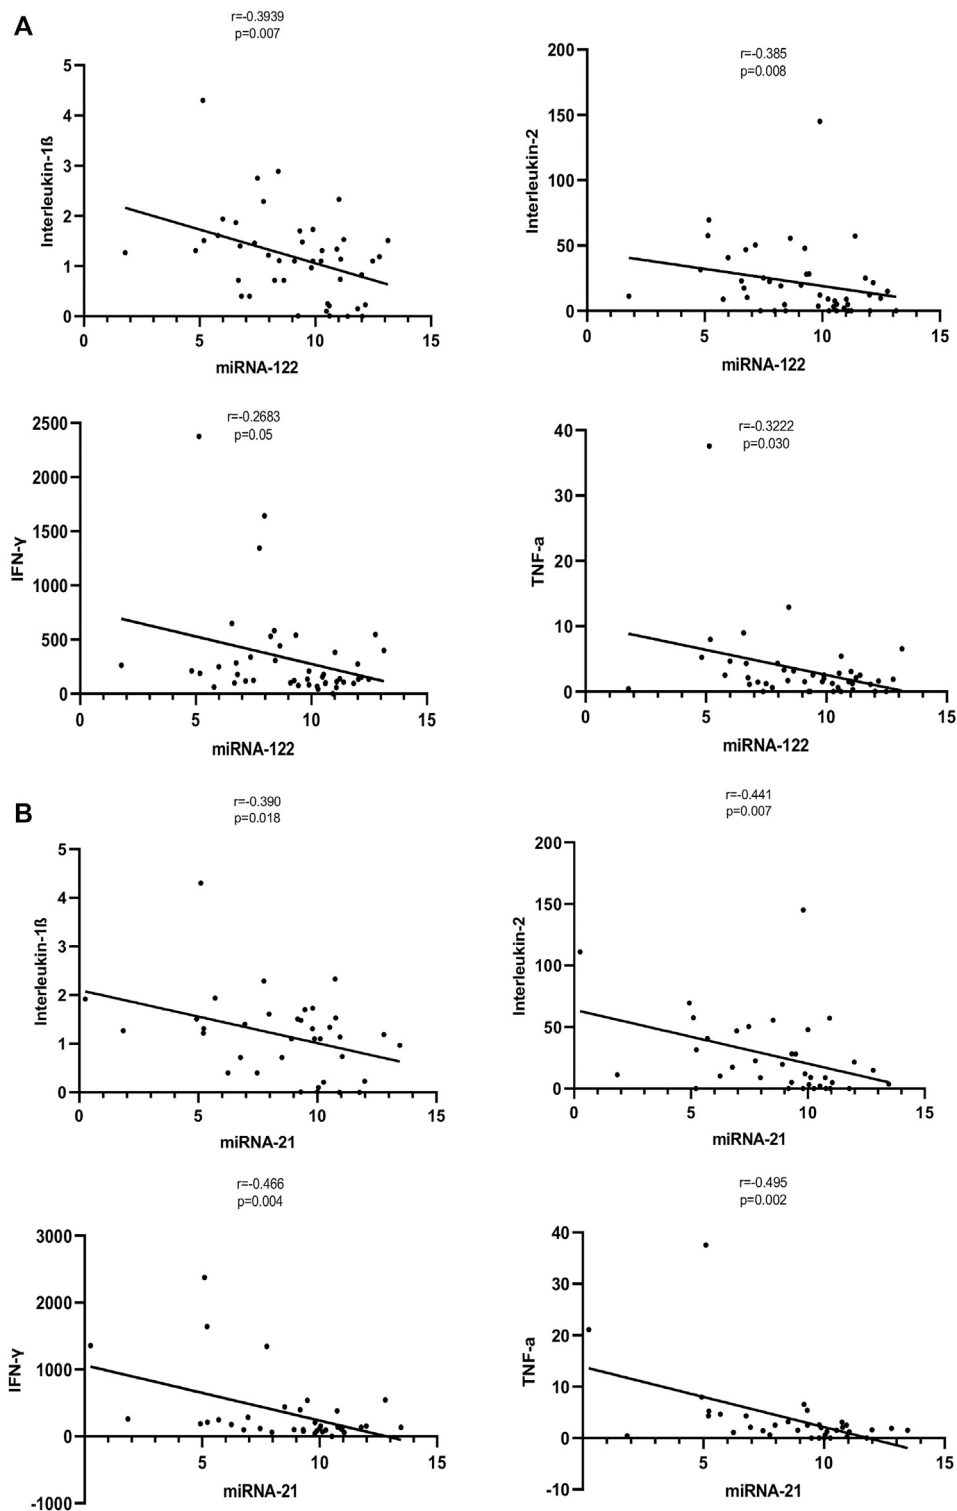 A
r=-0.3939
p=0.007
5
4
3
2
1
0
Interleukin-1ß
0 5 10 15
miRNA-122
r=-0.385
p=0.008
200
150
100
50
0
Interleukin-2
0 5 10 15
miRNA-122
r=-0.2683
p=0.05
2500
2000
1500
1000
500
0
IFN-γ
0 5 10 15
miRNA-122
r=-0.3222
p=0.030
40
30
20
10
0
TNF-a
0 5 10 15
miRNA-122
B
r=-0.390
p=0.018
5
4
3
2
1
0
Interleukin-1ß
0 5 10 15
miRNA-21
r=-0.441
p=0.007
200
150
100
50
0
Interleukin-2
0 5 10 15
miRNA-21
r=-0.466
p=0.004
3000
2000
1000
0
-1000
IFN-γ
5 10 15
miRNA-21
r=-0.495
p=0.002
40
30
20
10
0
-10
TNF-a
5 10 15
miRNA-21